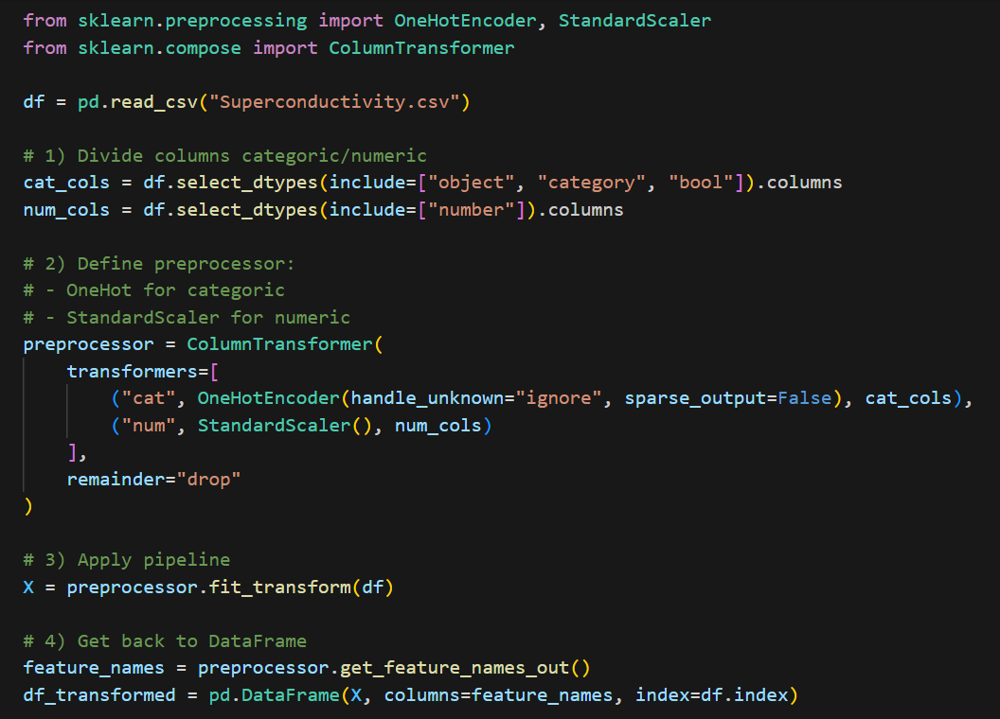 from sklearn.preprocessing import OneHotEncoder, StandardScaler
from sklearn.compose import ColumnTransformer
df = pd.read_csv("Superconductivity.csv")
# 1) Divide columns categoric/numeric
cat_cols = df.select_dtypes(include=["object", "category", "bool"]).columns
num_cols = df.select_dtypes(include=["number"]).columns
# 2) Define preprocessor:
# - OneHot for categoric
# - StandardScaler for numeric
preprocessor = ColumnTransformer(
    transformers=[
        ("cat", OneHotEncoder(handle_unknown="ignore", sparse_output=False), cat_cols),
        ("num", StandardScaler(), num_cols)
    ],
    remainder="drop"
)
# 3) Apply pipeline
X = preprocessor.fit_transform(df)
# 4) Get back to DataFrame
feature_names = preprocessor.get_feature_names_out()
df_transformed = pd.DataFrame(X, columns=feature_names, index=df.index)